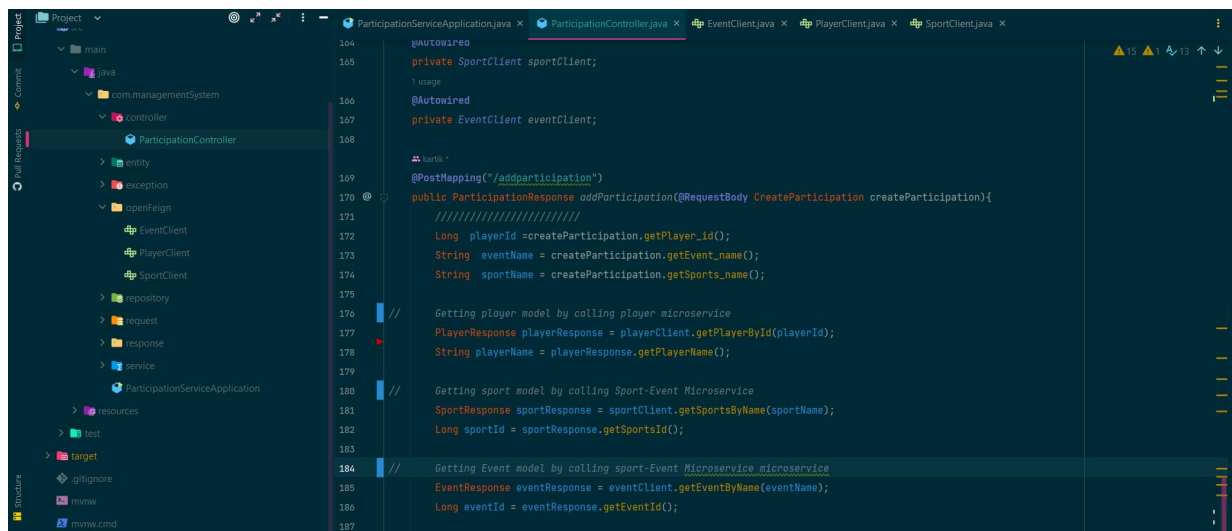 Project
Project
ParticipationServiceApplication.java
ParticipationController.java
EventClient.java
PlayerClient.java
SportClient.java
src
main
java
com.managementSystem
controller
ParticipationController
entity
exception
openFeign
EventClient
PlayerClient
SportClient
repository
request
response
service
ParticipationServiceApplication
resources
test
target
.gitignore
mvnw
mvnw.cmd
Commit
Pull Requests
Structure
15 1 13
164 @Autowired
165 private SportClient sportClient;
1 usage
166 @Autowired
167 private EventClient eventClient;
168
kartik *
169 @PostMapping("/addparticipation")
170 @ public ParticipationResponse addParticipation(@RequestBody CreateParticipation createParticipation){
171 /////////////////////////
172 Long playerId =createParticipation.getPlayer_id();
173 String eventName = createParticipation.getEvent_name();
174 String sportName = createParticipation.getSports_name();
175
176 // Getting player model by calling player microservice
177 PlayerResponse playerResponse = playerClient.getPlayerById(playerId);
178 String playerName = playerResponse.getPlayerName();
179
180 // Getting sport model by calling Sport-Event Microservice
181 SportResponse sportResponse = sportClient.getSportsByName(sportName);
182 Long sportId = sportResponse.getSportsId();
183
184 // Getting Event model by calling sport-Event Microservice microservice
185 EventResponse eventResponse = eventClient.getEventByName(eventName);
186 Long eventId = eventResponse.getEventId();
187